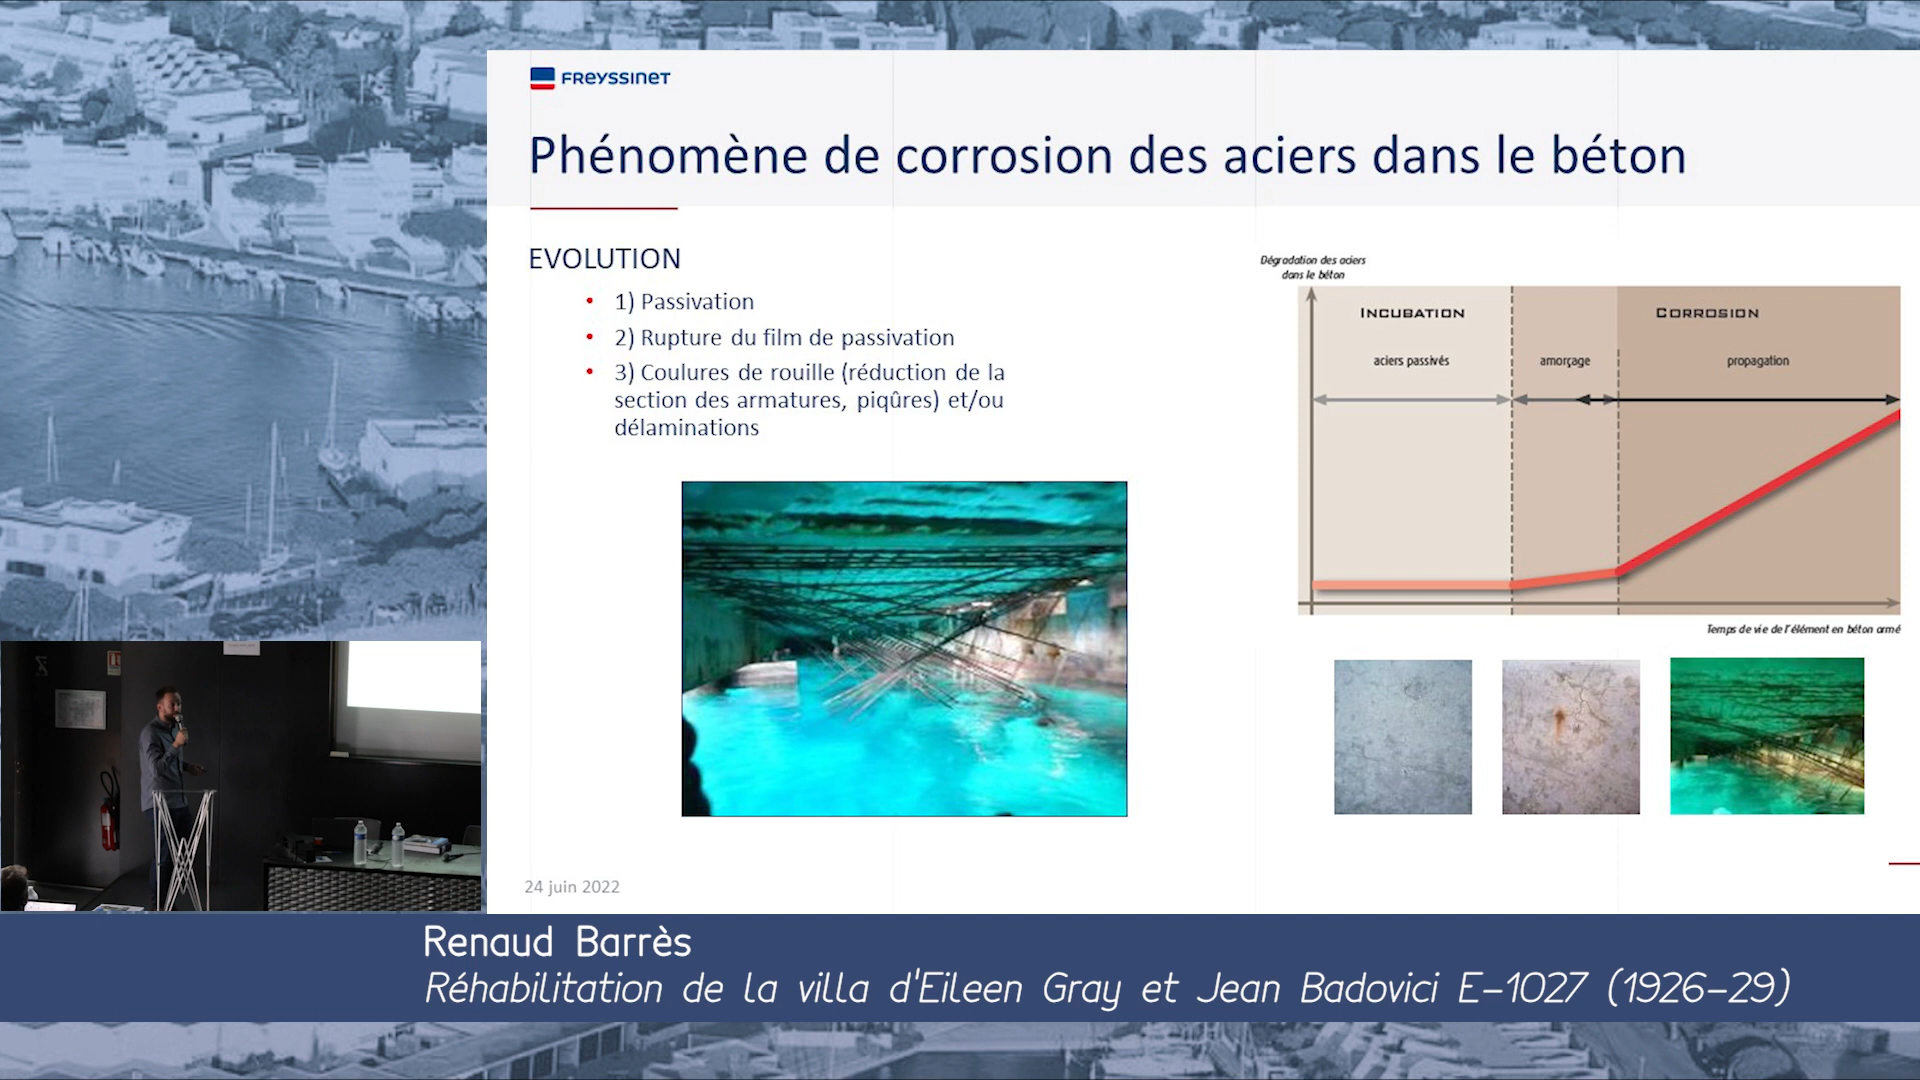 FREYSSINET
Phénomène de corrosion des aciers dans le béton
EVOLUTION
• 1) Passivation
• 2) Rupture du film de passivation
• 3) Coulures de rouille (réduction de la
section des armatures, piqûres) et/ou
délaminations
Dégradation des aciers
dans le béton
INCUBATION
CORROSION
aciers passivés
amorçage
propagation
Temps de vie de l'élément en béton armé
24 juin 2022
Renaud Barrès
Réhabilitation de la villa d'Eileen Gray et Jean Badovici E-1027 (1926-29)